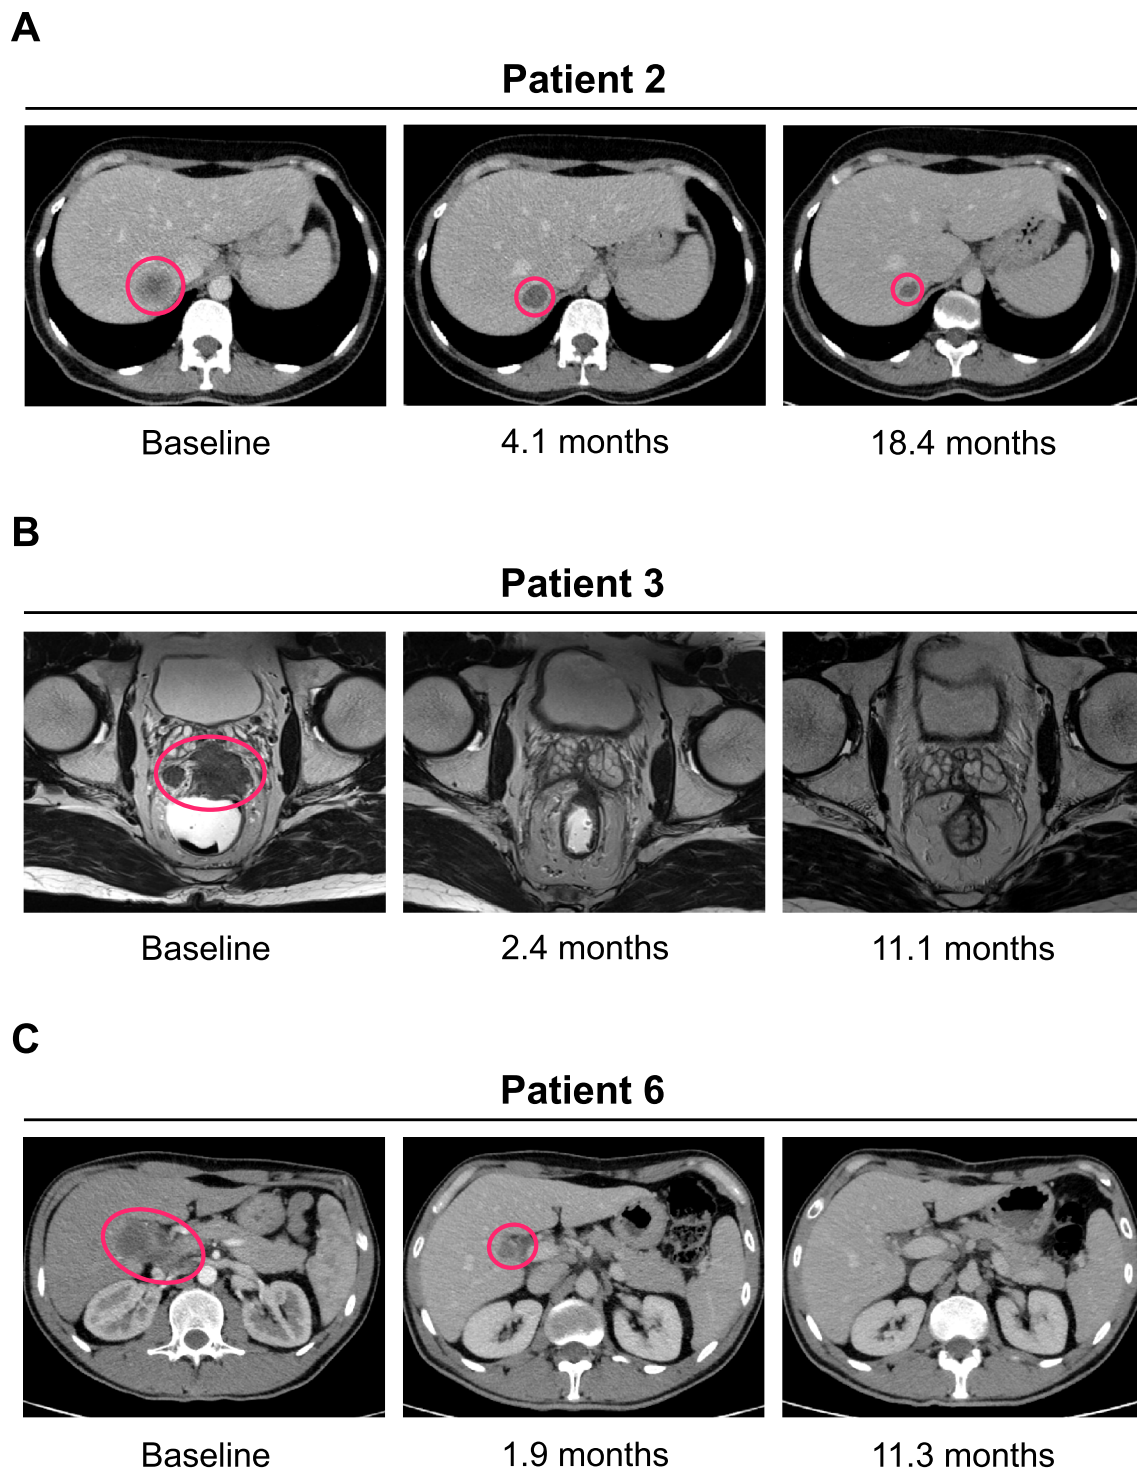 A
Patient 2
Baseline
4.1 months
18.4 months
B
Patient 3
Baseline
2.4 months
11.1 months
C
Patient 6
Baseline
1.9 months
11.3 months